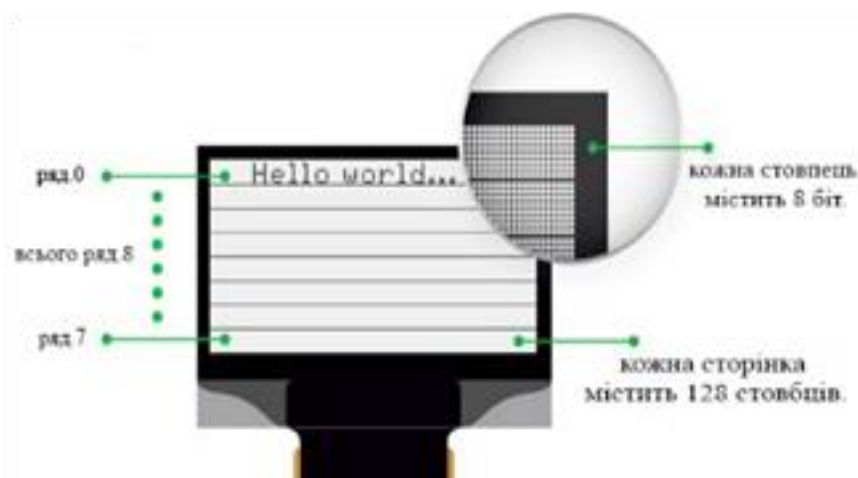 ряд 0
Hello world...
всього ряд 8
ряд 7
кожна стовпець
містить 8 біт.
кожна сторінка
містить 128 стовбців.